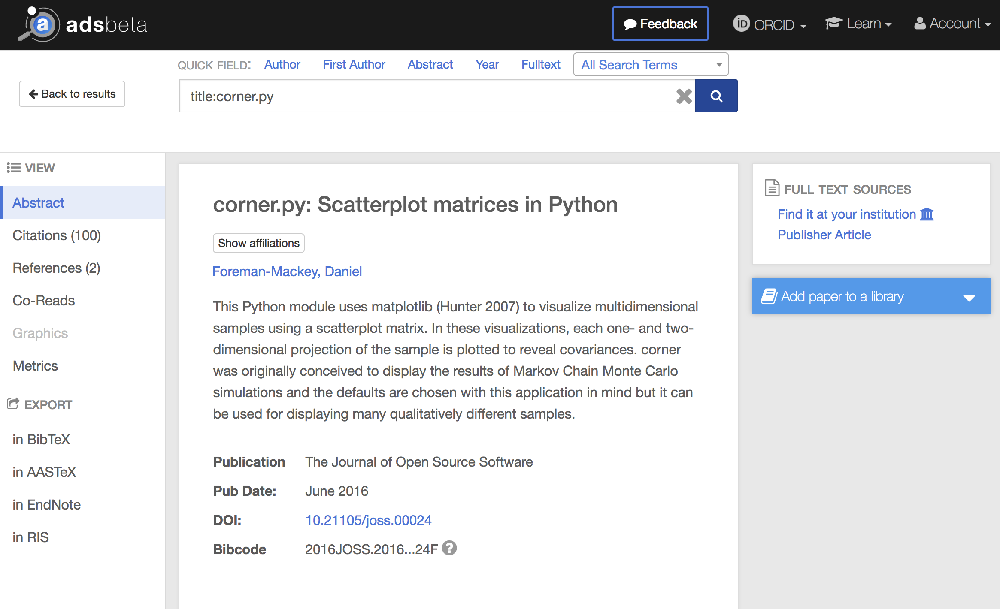 a adsbeta
Feedback
iD ORCID
Learn
Account
QUICK FIELD: Author First Author Abstract Year Fulltext All Search Terms
Back to results
title:corner.py
VIEW
Abstract
Citations (100)
References (2)
Co-Reads
Graphics
Metrics
EXPORT
in BibTeX
in AASTeX
in EndNote
in RIS
corner.py: Scatterplot matrices in Python
Show affiliations
Foreman-Mackey, Daniel
This Python module uses matplotlib (Hunter 2007) to visualize multidimensional
samples using a scatterplot matrix. In these visualizations, each one- and two-
dimensional projection of the sample is plotted to reveal covariances. corner
was originally conceived to display the results of Markov Chain Monte Carlo
simulations and the defaults are chosen with this application in mind but it can
be used for displaying many qualitatively different samples.
Publication The Journal of Open Source Software
Pub Date: June 2016
DOI: 10.21105/joss.00024
Bibcode 2016JOSS.2016...24F ?
FULL TEXT SOURCES
Find it at your institution
Publisher Article
Add paper to a library